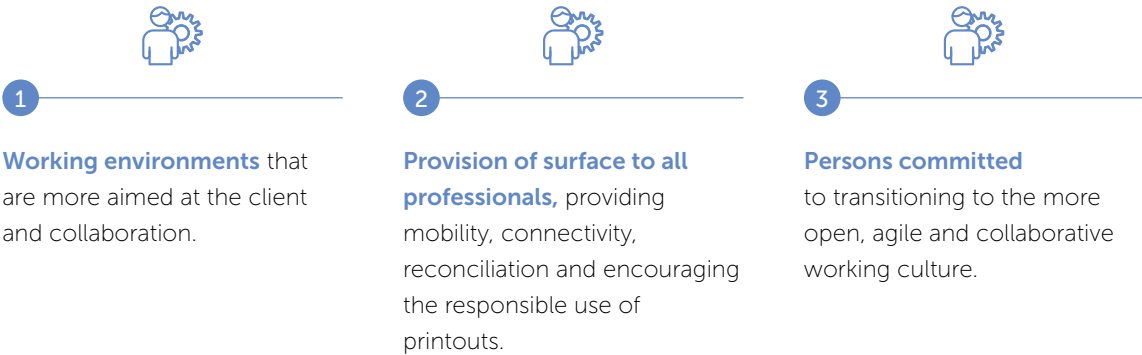 1
Working environments that
are more aimed at the client
and collaboration.
2
Provision of surface to all
professionals, providing
mobility, connectivity,
reconciliation and encouraging
the responsible use of
printouts.
3
Persons committed
to transitioning to the more
open, agile and collaborative
working culture.